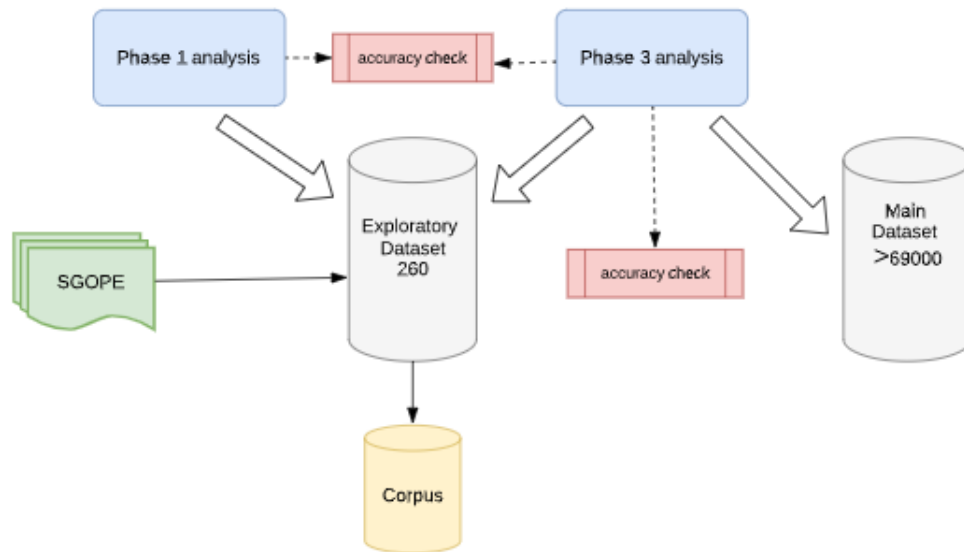 Phase 1 analysis
accuracy check
Phase 3 analysis
Exploratory
Dataset
260
Main
Dataset
>69000
SGOPE
accuracy check
Corpus